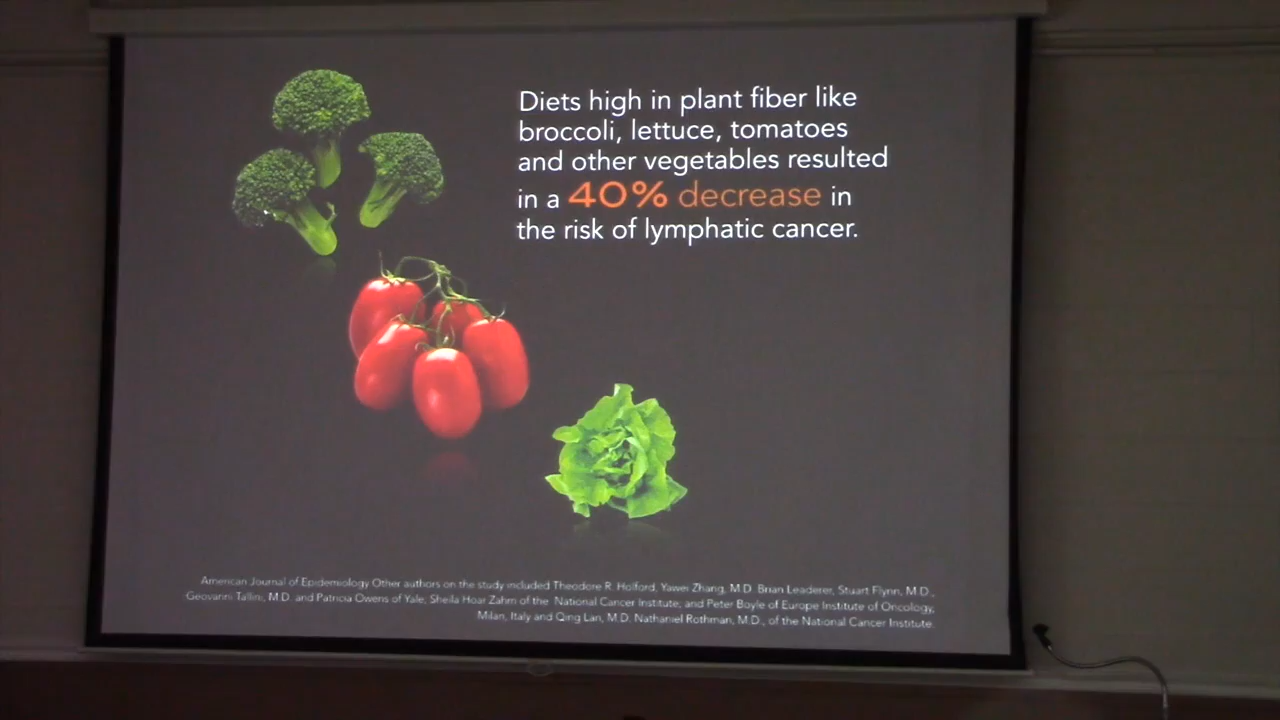 Diets high in plant fiber like
broccoli, lettuce, tomatoes
and other vegetables resulted
in a 40% decrease in
the risk of lymphatic cancer.
American Journal of Epidemiology Other authors on the study included Theodore R. Holford, Yawei Zhang, M.D. Brian Leaderer, Stuart Flynn, M.D.,
Geovanni Tallini, M.D. and Patricia Owens of Yale; Sheila Hoar Zahm of the National Cancer Institute; and Peter Boyle of Europe Institute of Oncology,
Milan, Italy and Qing Lan, M.D. Nathaniel Rothman, M.D., of the National Cancer Institute.